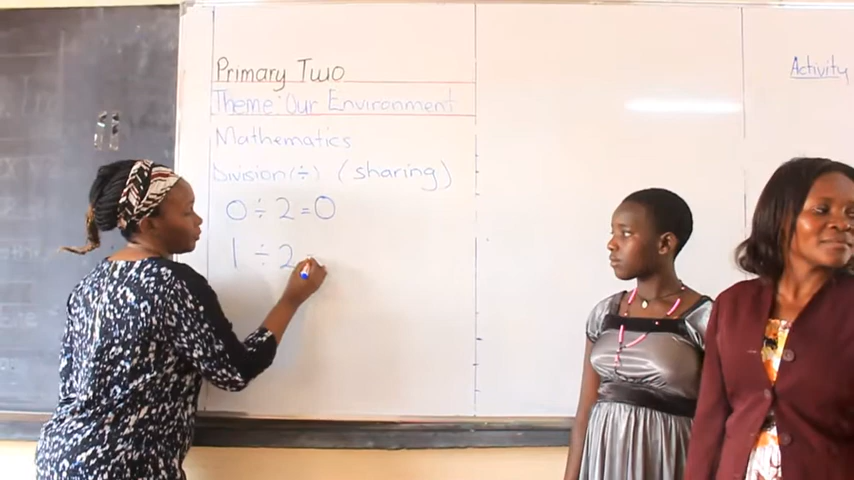 Primary Two
Theme: Our Environment
Mathematics
Division(÷) (sharing)
0 ÷ 2 = 0
1 ÷ 2 =
Activity